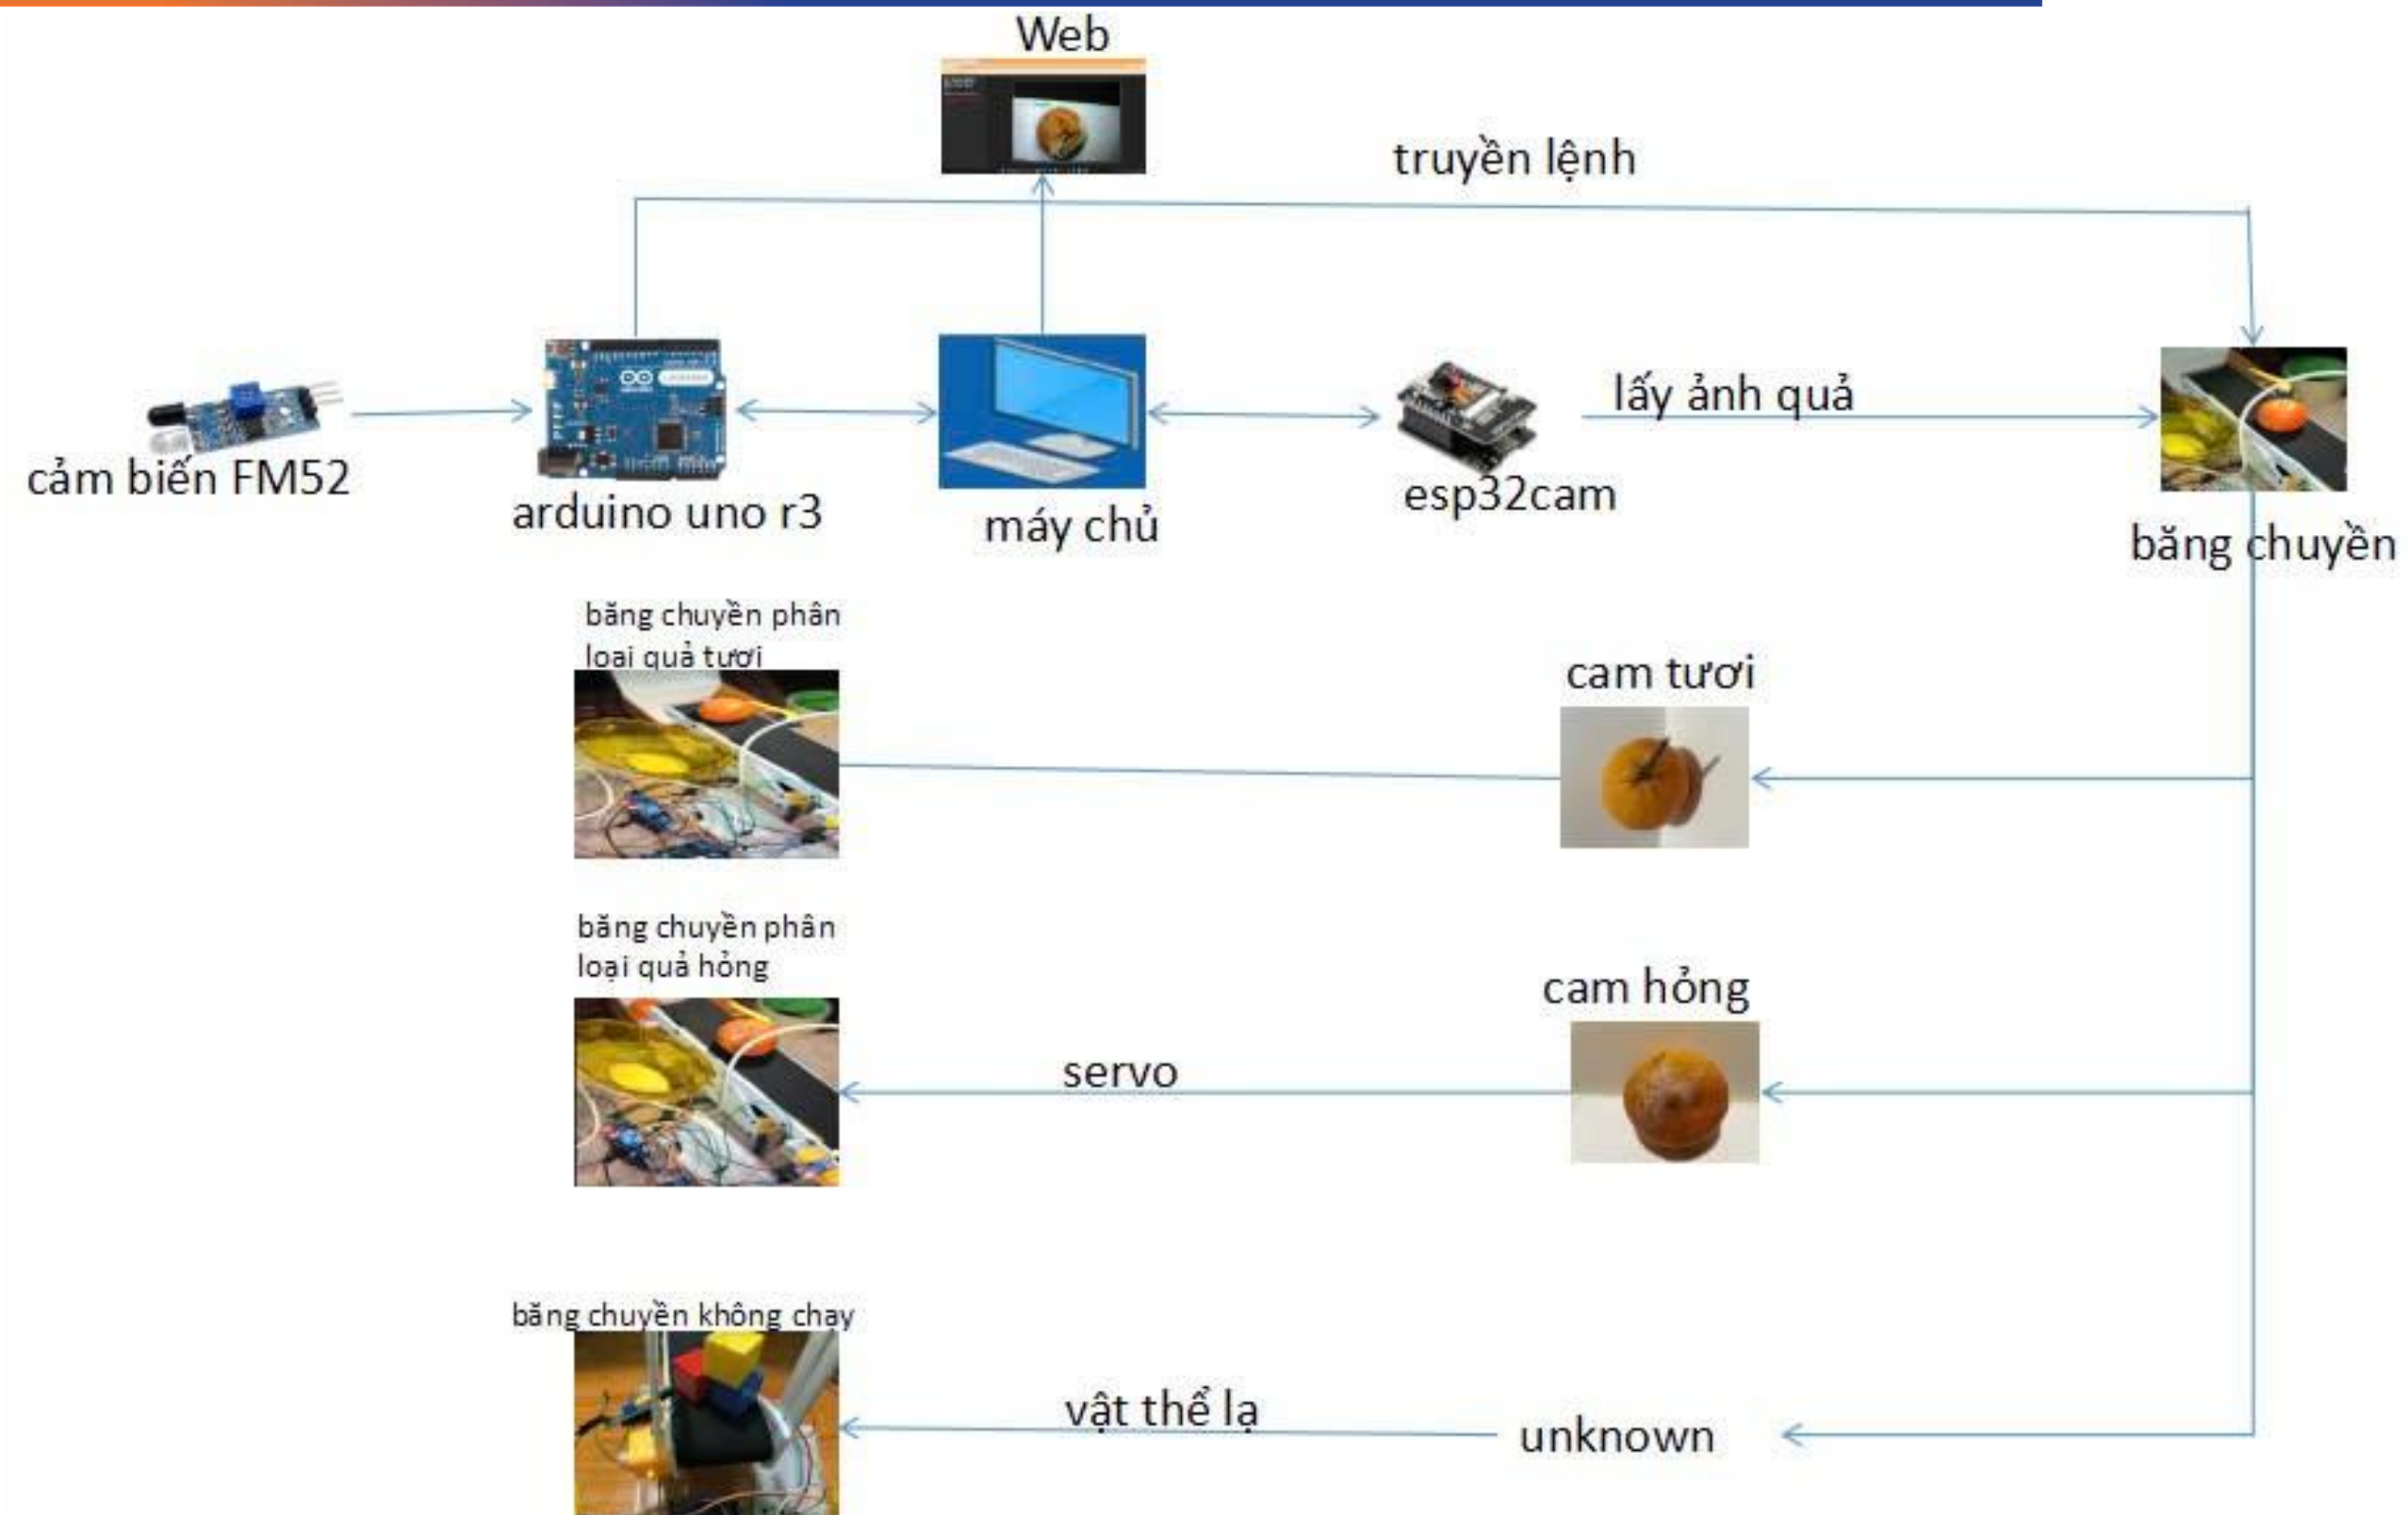 Web
truyền lệnh
lấy ảnh quả
cảm biến FM52
arduino uno r3
máy chủ
esp32cam
băng chuyền
băng chuyền phân
loại quả tươi
cam tươi
băng chuyền phân
loại quả hỏng
cam hỏng
servo
băng chuyền không chạy
vật thể lạ
unknown